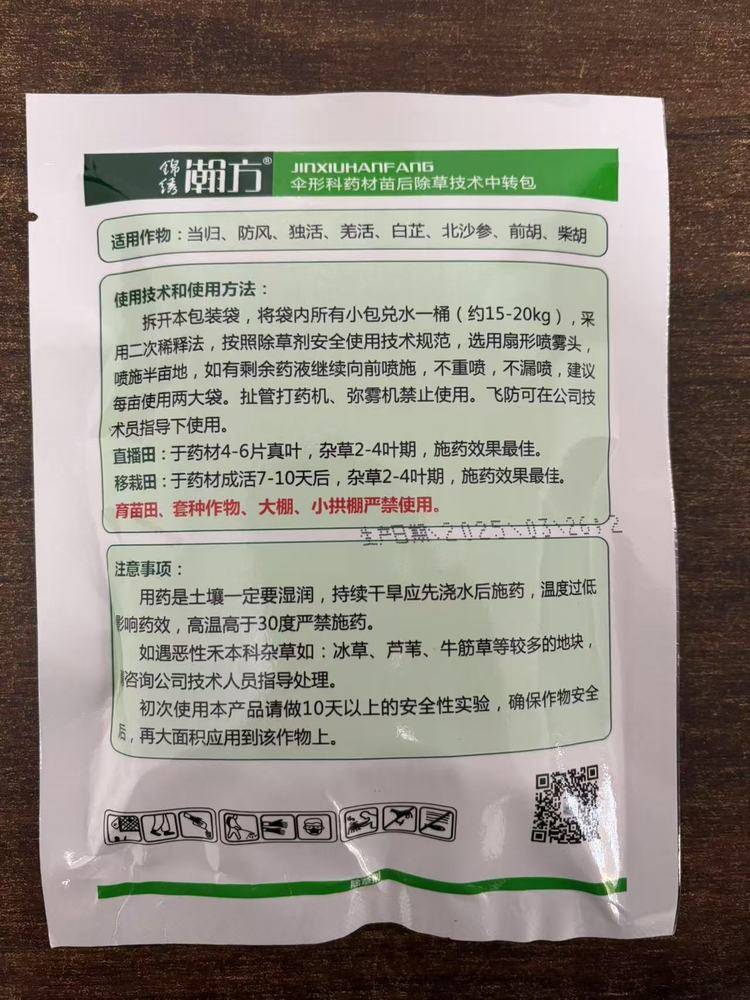 锦绣 瀚方®
JINXIUHANFANG
伞形科药材苗后除草技术中转包
适用作物：当归、防风、独活、羌活、白芷、北沙参、前胡、柴胡
使用技术和使用方法：
拆开本包装袋，将袋内所有小包兑水一桶（约15-20kg），采
用二次稀释法，按照除草剂安全使用技术规范，选用扇形喷雾头，
喷施半亩地，如有剩余药液继续向前喷施，不重喷，不漏喷，建议
每亩使用两大袋。扯管打药机、弥雾机禁止使用。飞防可在公司技
术员指导下使用。
直播田：于药材4-6片真叶，杂草2-4叶期，施药效果最佳。
移栽田：于药材成活7-10天后，杂草2-4叶期，施药效果最佳。
育苗田、套种作物、大棚、小拱棚严禁使用。
生产日期：2025\03\26
注意事项：
用药是土壤一定要湿润，持续干旱应先浇水后施药，温度过低
影响药效，高温高于30度严禁施药。
如遇恶性禾本科杂草如：冰草、芦苇、牛筋草等较多的地块，
咨询公司技术人员指导处理。
初次使用本产品请做10天以上的安全性实验，确保作物安全
后，再大面积应用到该作物上。
除草剂